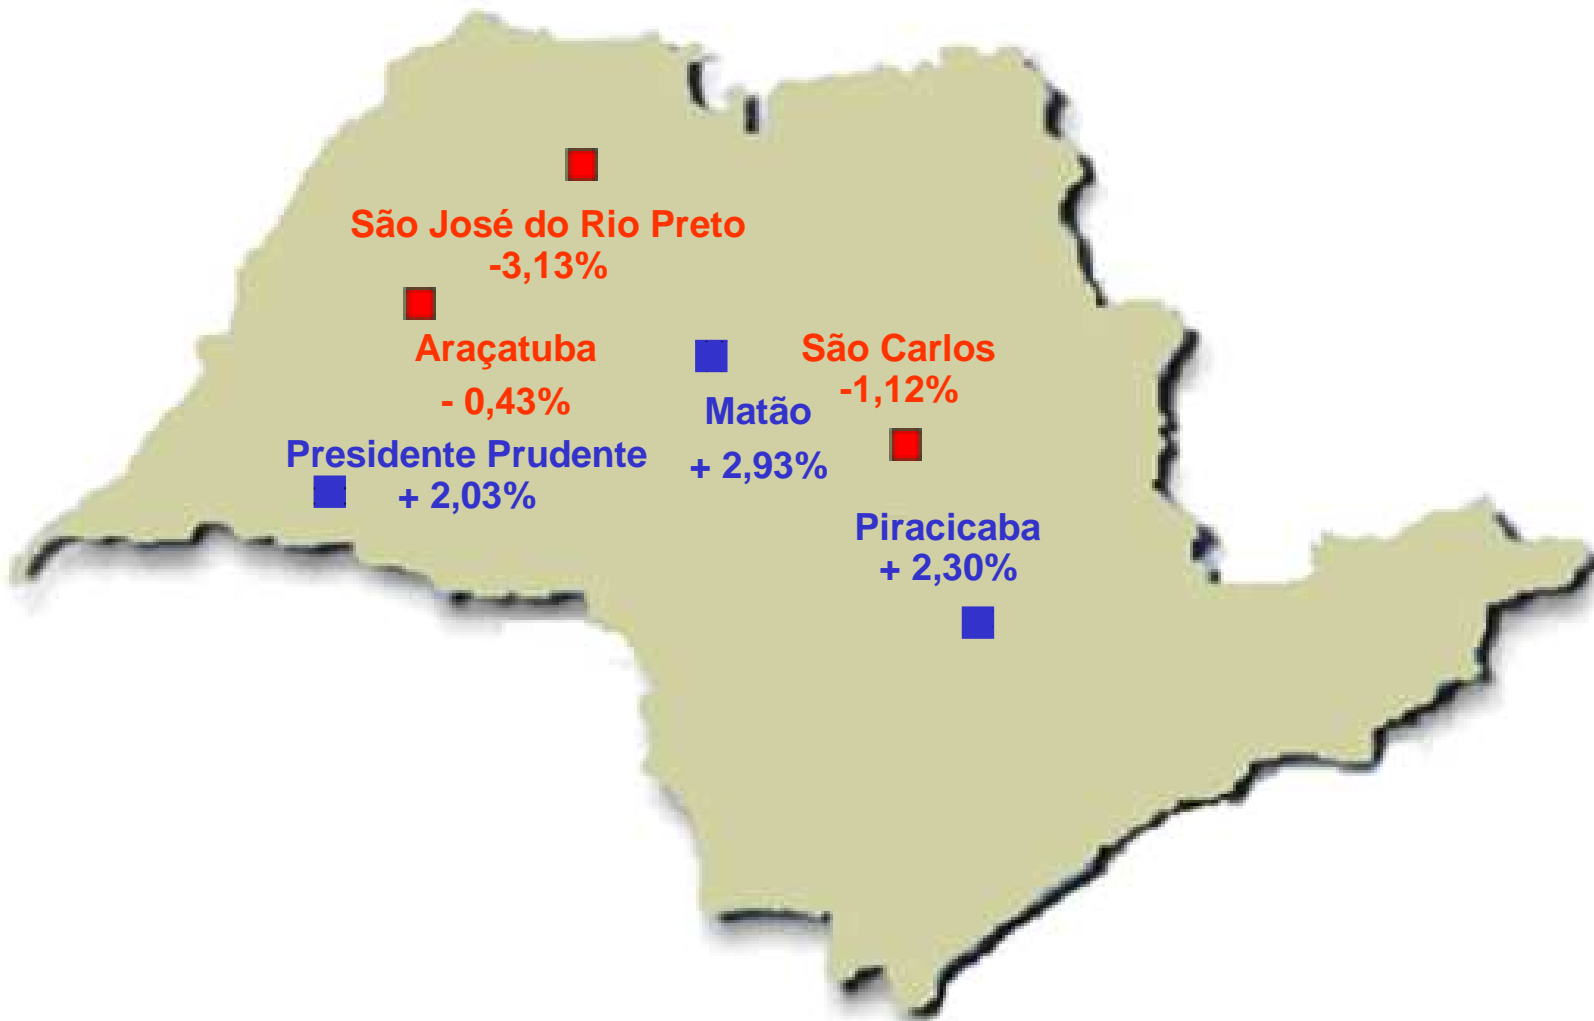 São José do Rio Preto
-3,13%
Araçatuba
- 0,43%
São Carlos
-1,12%
Matão
+ 2,93%
Presidente Prudente
+ 2,03%
Piracicaba
+ 2,30%